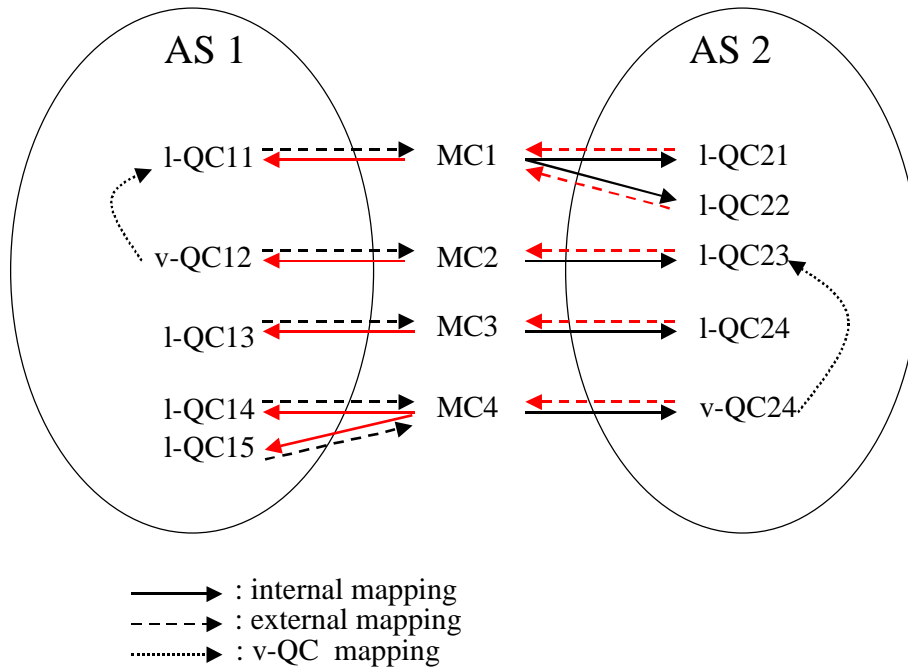 AS 1 AS 2
l-QC11 MC1 l-QC21
l-QC22
v-QC12 MC2 l-QC23
l-QC13 MC3 l-QC24
l-QC14 MC4 v-QC24
l-QC15
: internal mapping
: external mapping
: v-QC mapping